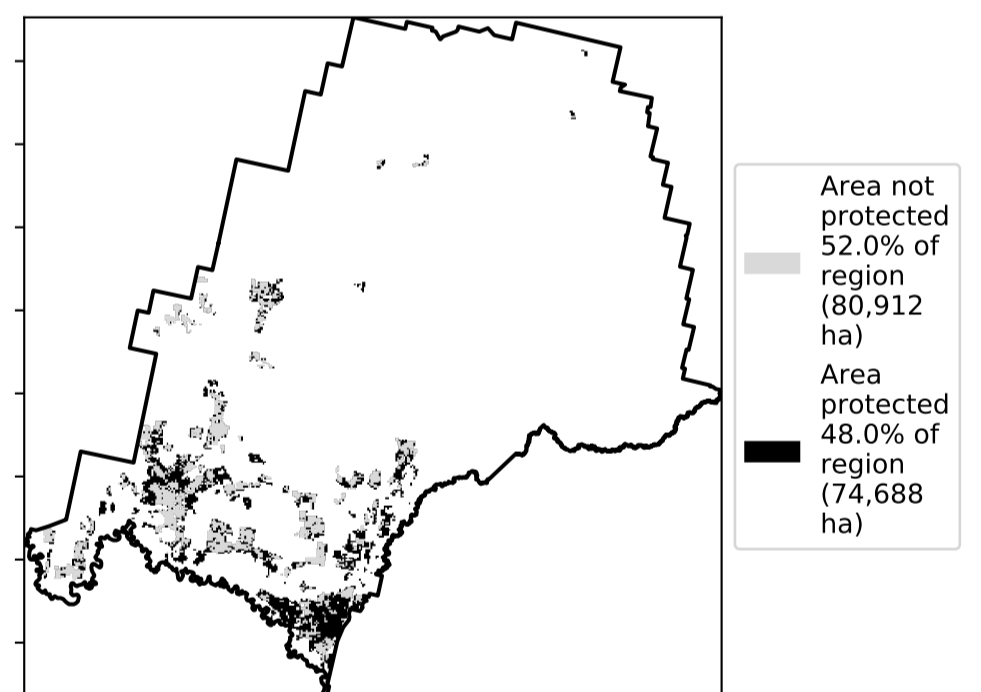 Area not
protected
52.0% of
region
(80,912
ha)
Area
protected
48.0% of
region
(74,688
ha)